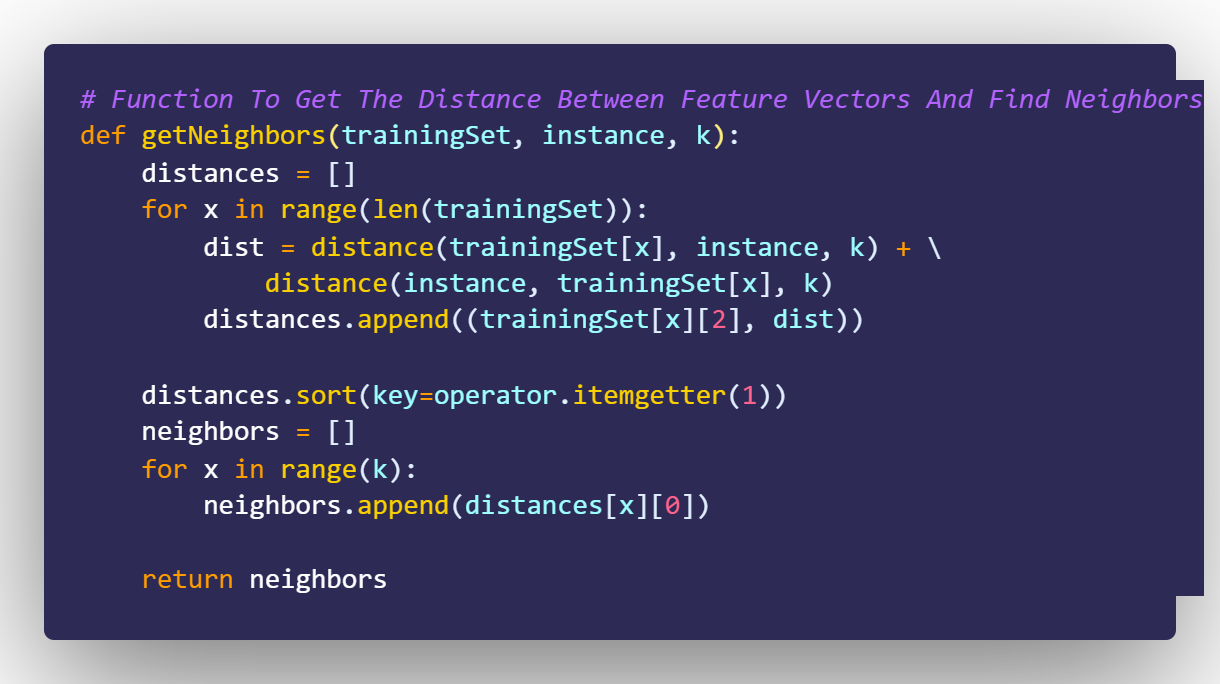 # Function To Get The Distance Between Feature Vectors And Find Neighbors
def getNeighbors(trainingSet, instance, k):
    distances = []
    for x in range(len(trainingSet)):
        dist = distance(trainingSet[x], instance, k) + \
            distance(instance, trainingSet[x], k)
        distances.append((trainingSet[x][2], dist))

    distances.sort(key=operator.itemgetter(1))
    neighbors = []
    for x in range(k):
        neighbors.append(distances[x][0])

    return neighbors